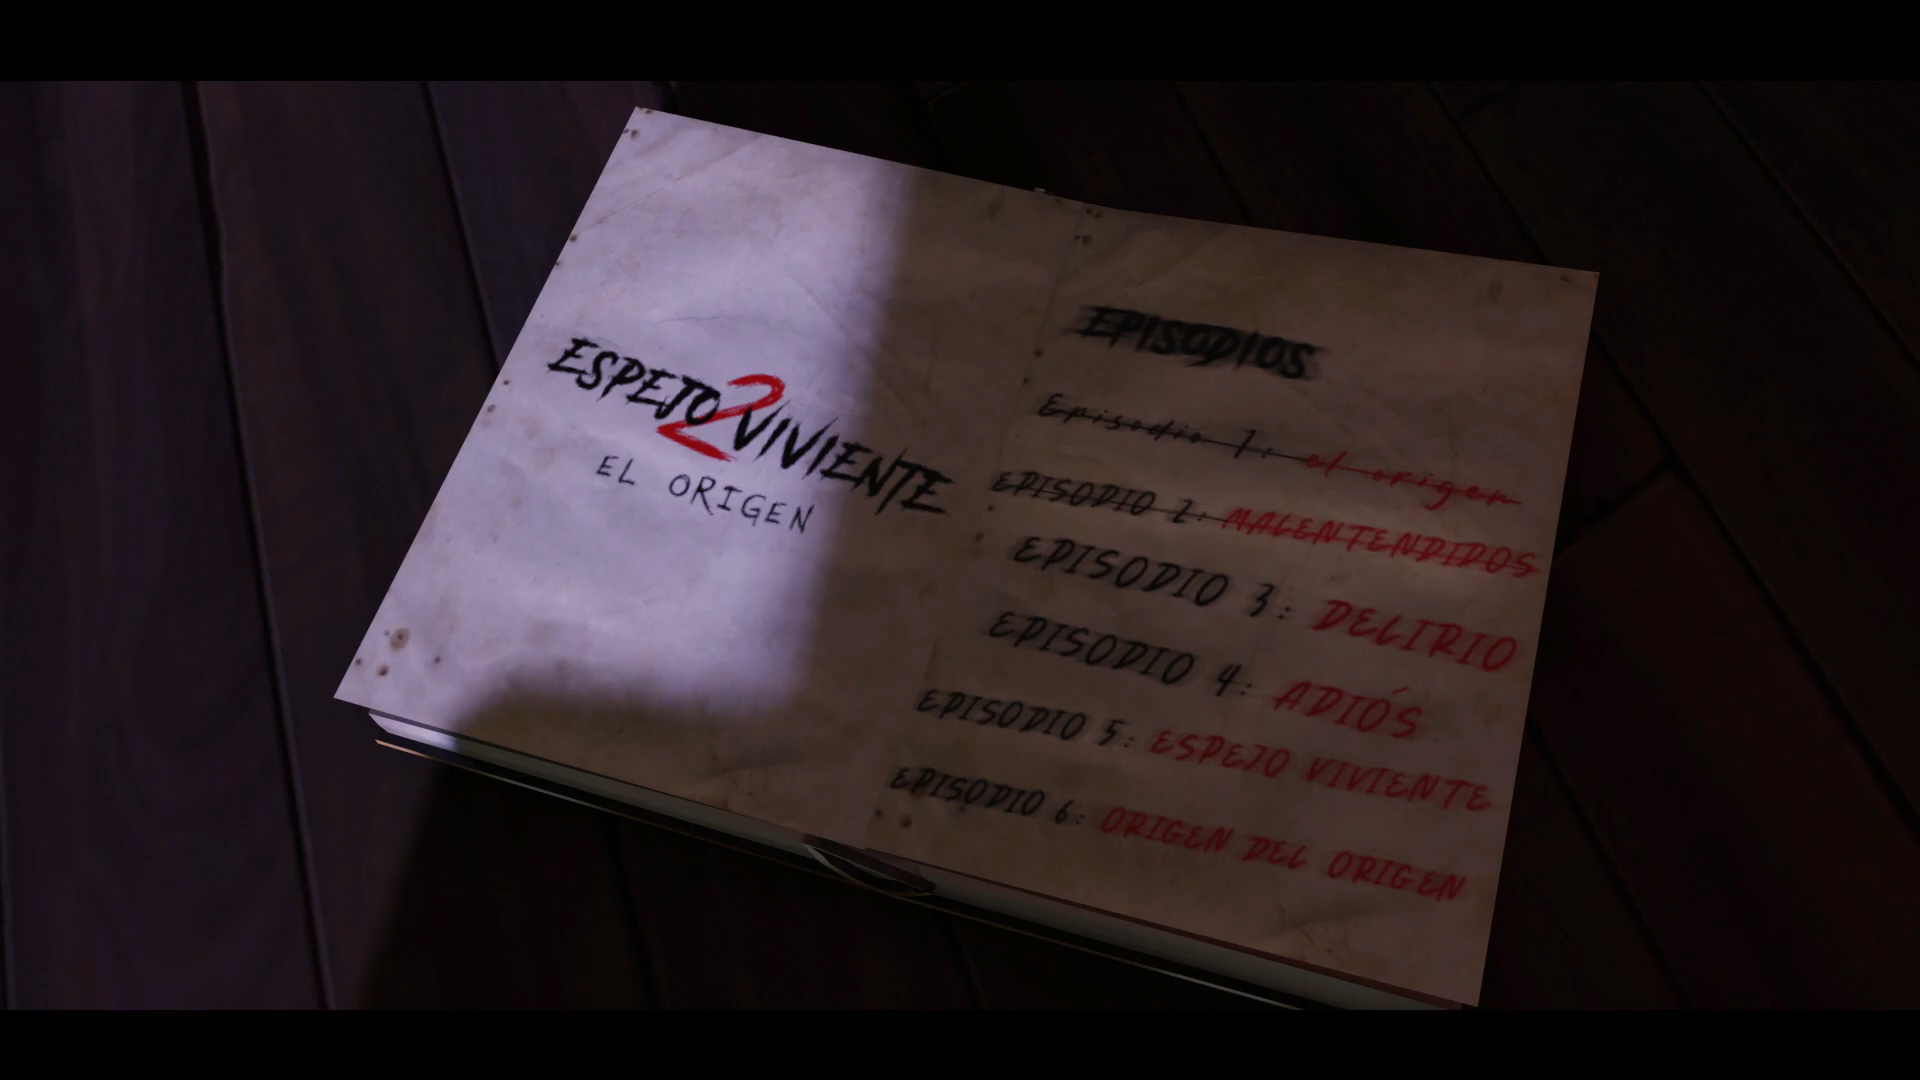 ESPEJO 2 VIVIENTE
EL ORIGEN
EPISODIOS
Episodio 1: el origen
EPISODIO 2: MALENTENDIDOS
EPISODIO 3: DELIRIO
EPISODIO 4: ADIÓS
EPISODIO 5: ESPEJO VIVIENTE
EPISODIO 6: ORIGEN DEL ORIGEN